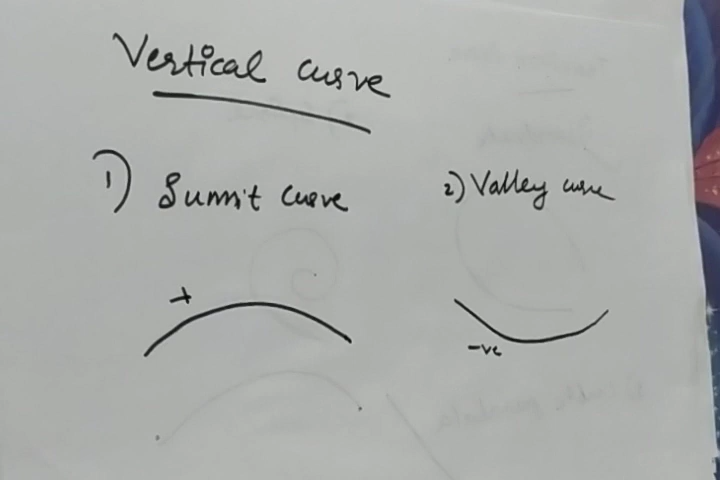 Vertical curve
1) Summit curve
2) Valley curve
+
-ve